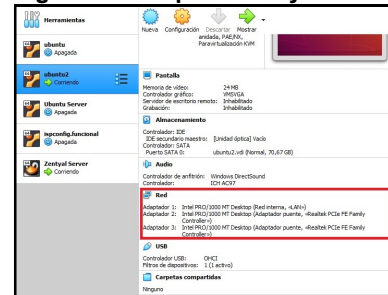 Herramientas
ubuntu
Apagada
ubuntu2
Corriendo
Ubuntu Server
Apagada
ispconfig.funcional
Apagada
Zentyal Server
Corriendo
Nueva Configuración Descartar Mostrar
anidada, PAE/NX,
Paravirtualización KVM
Pantalla
Memoria de vídeo: 24 MB
Controlador gráfico: VMSVGA
Servidor de escritorio remoto: Inhabilitado
Grabación: Inhabilitado
Almacenamiento
Controlador: IDE
IDE secundario maestro: [Unidad óptica] Vacío
Controlador: SATA
Puerto SATA 0: ubuntu2.vdi (Normal, 70,67 GB)
Audio
Controlador de anfitrión: Windows DirectSound
Controlador: ICH AC97
Red
Adaptador 1: Intel PRO/1000 MT Desktop (Red interna, «LAN»)
Adaptador 2: Intel PRO/1000 MT Desktop (Adaptador puente, «Realtek PCIe FE Family
Controller»)
Adaptador 3: Intel PRO/1000 MT Desktop (Adaptador puente, «Realtek PCIe FE Family
Controller»)
USB
Controlador USB: OHCI
Filtros de dispositivos: 1 (1 activo)
Carpetas compartidas
Ninguno